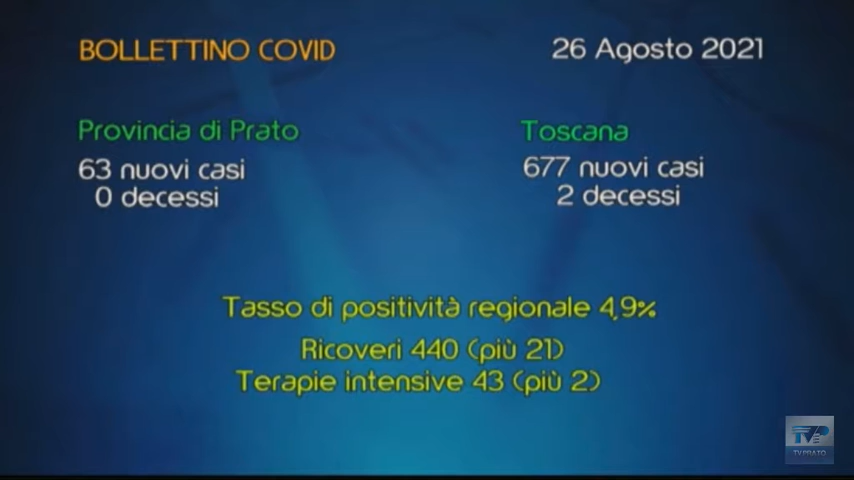 BOLLETTINO COVID
26 Agosto 2021
Provincia di Prato
63 nuovi casi
0 decessi
Toscana
677 nuovi casi
2 decessi
Tasso di positività regionale 4,9%
Ricoveri 440 (più 21)
Terapie intensive 43 (più 2)
TVP
TV PRATO